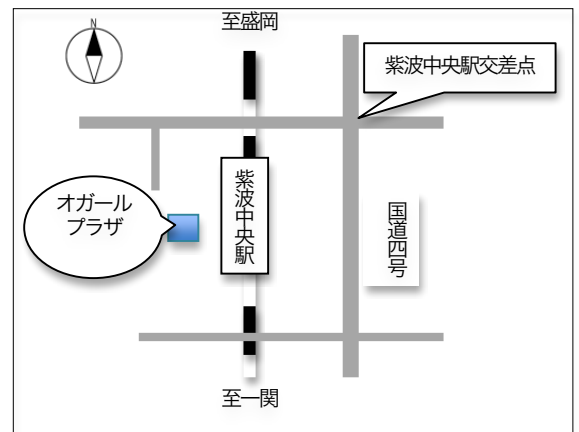 N
至盛岡
紫波中央駅交差点
紫波中央駅
オガール
プラザ
国道四号
至一関